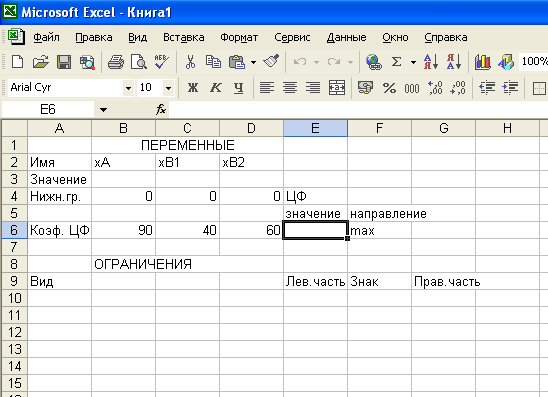 Microsoft Excel - Книга1
Файл Правка Вид Вставка Формат Сервис Данные Окно Справка
Σ 100%
Arial Cyr 10 Ж К Ч % 000
E6 fx
A B C D E F G H
1 ПЕРЕМЕННЫЕ
2 Имя xA xB1 xB2
3 Значение
4 Нижн.гр. 0 0 0 ЦФ
5 значение направление
6 Коэф. ЦФ 90 40 60 max
7
8 ОГРАНИЧЕНИЯ
9 Вид Лев.часть Знак Прав.часть
10
11
12
13
14
15